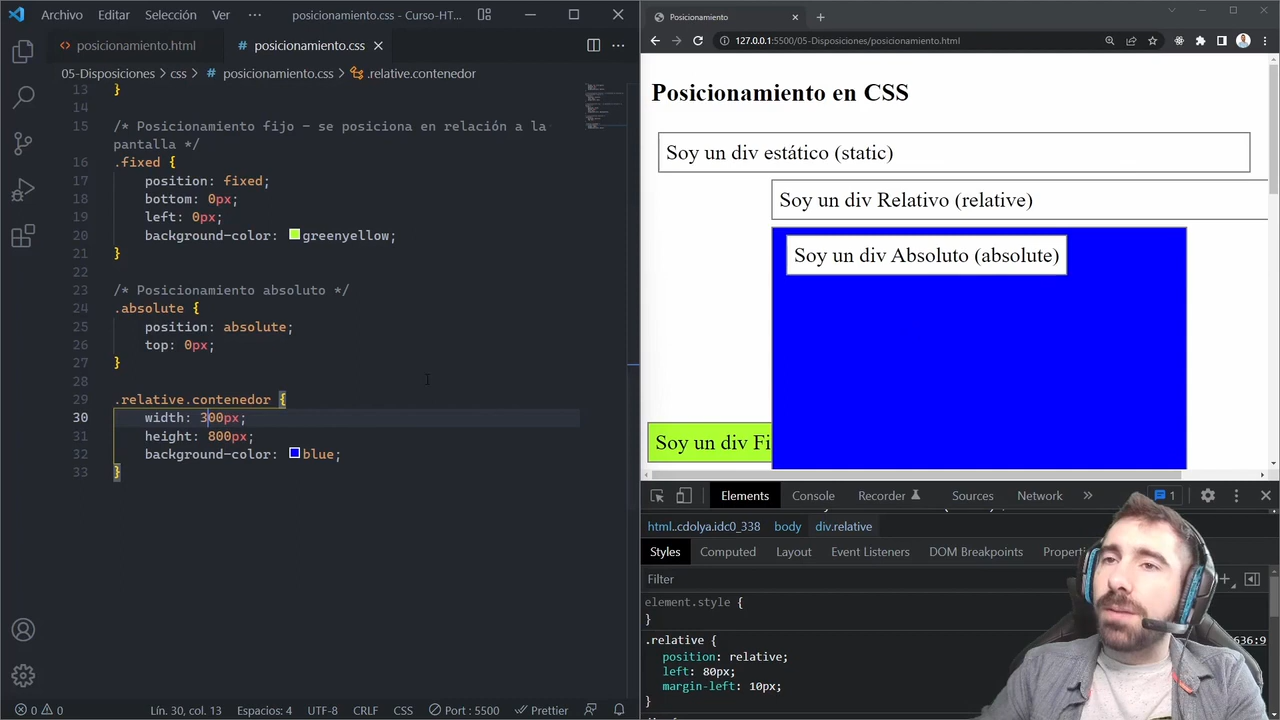 Archivo Editar Selección Ver ··· posicionamiento.css - Curso-HT...
posicionamiento.html
# posicionamiento.css
05-Disposiciones > css > # posicionamiento.css > .relative.contenedor
13 }
14
15 /* Posicionamiento fijo – se posiciona en relación a la
pantalla */
16 .fixed {
17 position: fixed;
18 bottom: 0px;
19 left: 0px;
20 background-color: greenyellow;
21 }
22
23 /* Posicionamiento absoluto */
24 .absolute {
25 position: absolute;
26 top: 0px;
27 }
28
29 .relative.contenedor {
30 width: 300px;
31 height: 800px;
32 background-color: blue;
33 }
0 0
Lín. 30, col. 13 Espacios: 4 UTF-8 CRLF CSS Port : 5500 Prettier
Posicionamiento
127.0.0.1:5500/05-Disposiciones/posicionamiento.html
Posicionamiento en CSS
Soy un div estático (static)
Soy un div Relativo (relative)
Soy un div Absoluto (absolute)
Soy un div Fi
Elements Console Recorder Sources Network » 1
html..cdolya.idc0_338 body div.relative
Styles Computed Layout Event Listeners DOM Breakpoints
Filter
element.style {
}
.relative {
position: relative;
left: 80px;
margin-left: 10px;
}